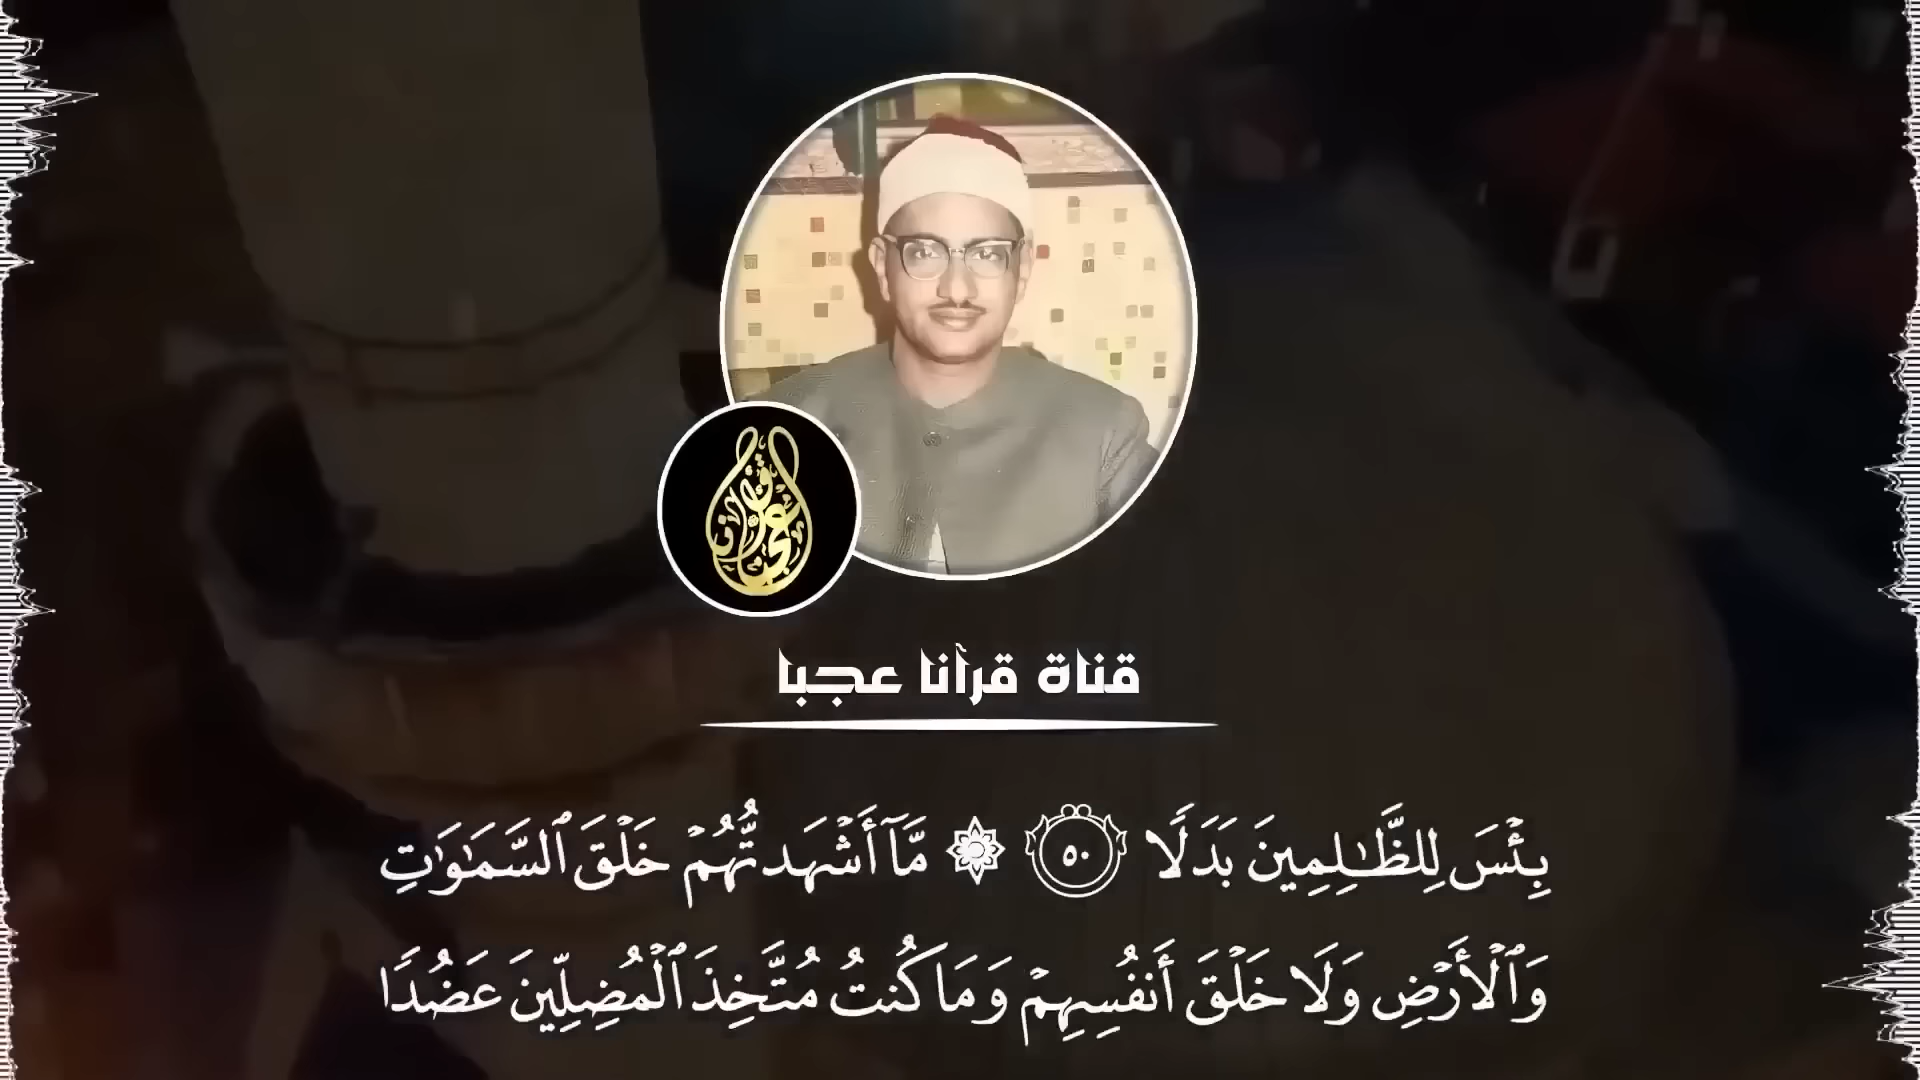 قناة قرآنا عجبا
بِئْسَ لِلظَّـٰلِمِينَ بَدَلًا ٥٠ ۞ مَّآ أَشْهَدتُّهُمْ خَلْقَ ٱلسَّمَـٰوَٰتِ
وَٱلْأَرْضِ وَلَا خَلْقَ أَنفُسِهِمْ وَمَا كُنتُ مُتَّخِذَ ٱلْمُضِلِّينَ عَضُدًا